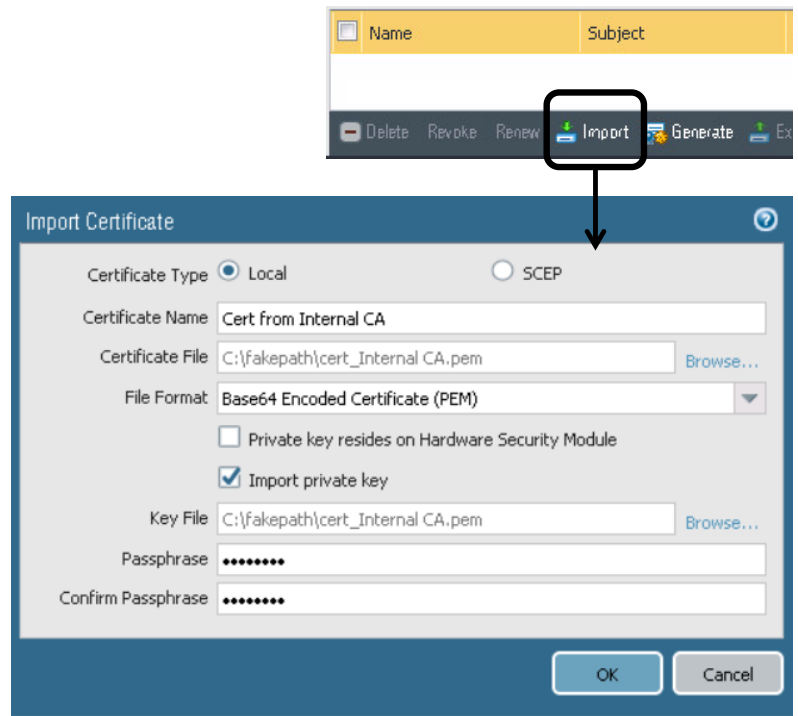 Name Subject
Delete Revoke Renew Import Generate Ex
Import Certificate
Certificate Type Local SCEP
Certificate Name Cert from Internal CA
Certificate File C:\fakepath\cert_Internal CA.pem Browse...
File Format Base64 Encoded Certificate (PEM)
Private key resides on Hardware Security Module
Import private key
Key File C:\fakepath\cert_Internal CA.pem Browse...
Passphrase ••••••••
Confirm Passphrase ••••••••
OK Cancel